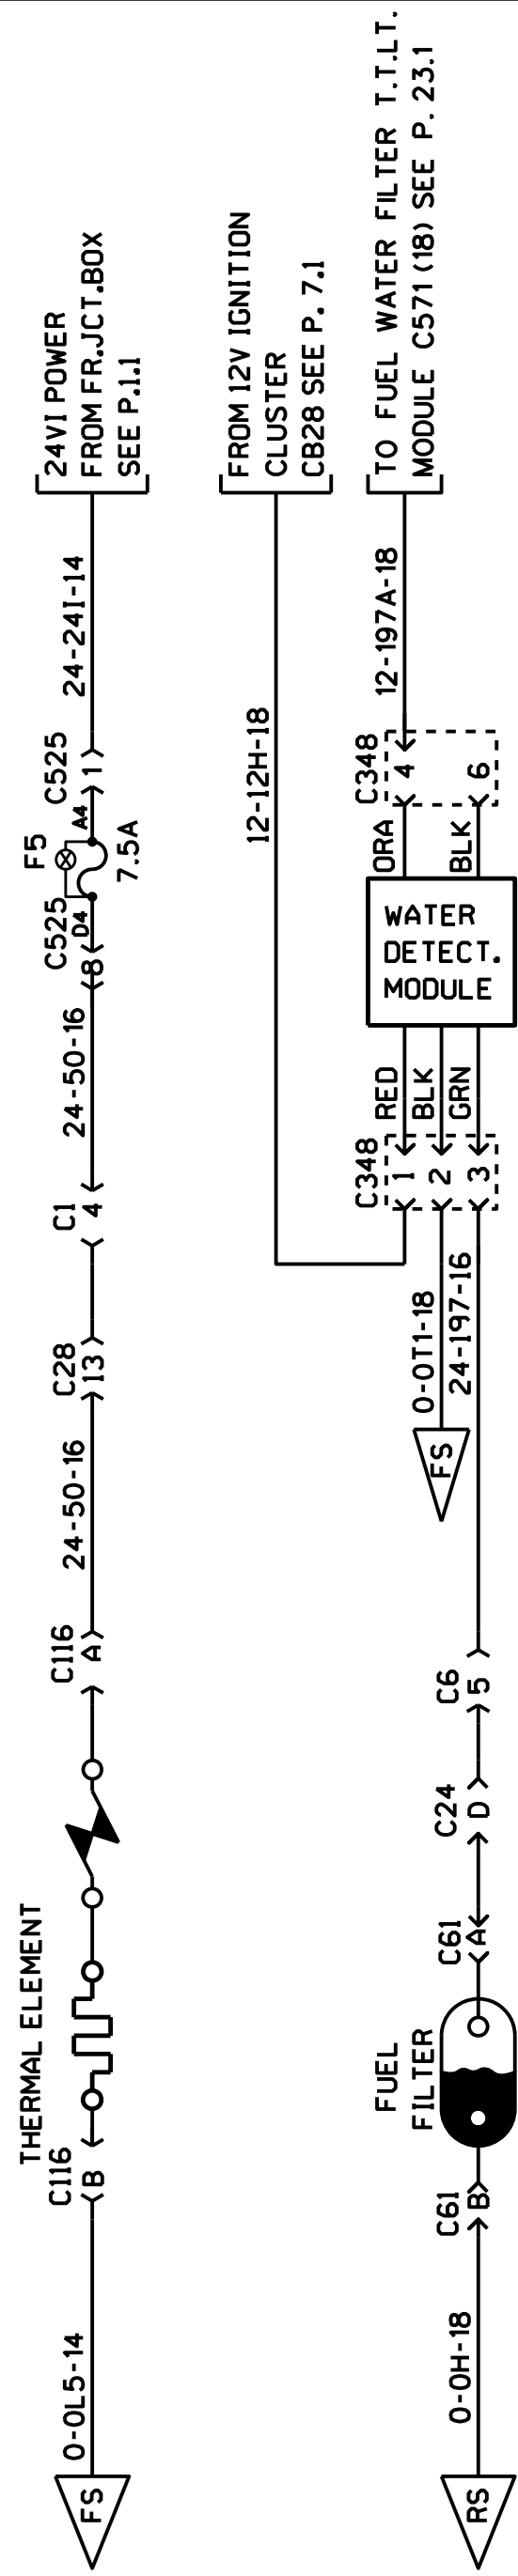 24VI POWER
FROM FR.JCT.BOX
SEE P.1.1
24-24I-14
C525
1
A4
F5
7.5A
C525
D4
8
24-50-16
C1
4
C28
13
24-50-16
C116
A
THERMAL ELEMENT
C116
B
0-0L5-14
FS
FROM 12V IGNITION
CLUSTER
CB28 SEE P. 7.1
12-12H-18
TO FUEL WATER FILTER T.T.LT.
MODULE C571 (18) SEE P. 23.1
12-197A-18
C348
4
6
ORA
BLK
WATER
DETECT.
MODULE
RED
BLK
GRN
C348
1
2
3
0-0T1-18
24-197-16
FS
C6
5
C24
D
C61
A
FUEL
FILTER
C61
B
0-0H-18
RS